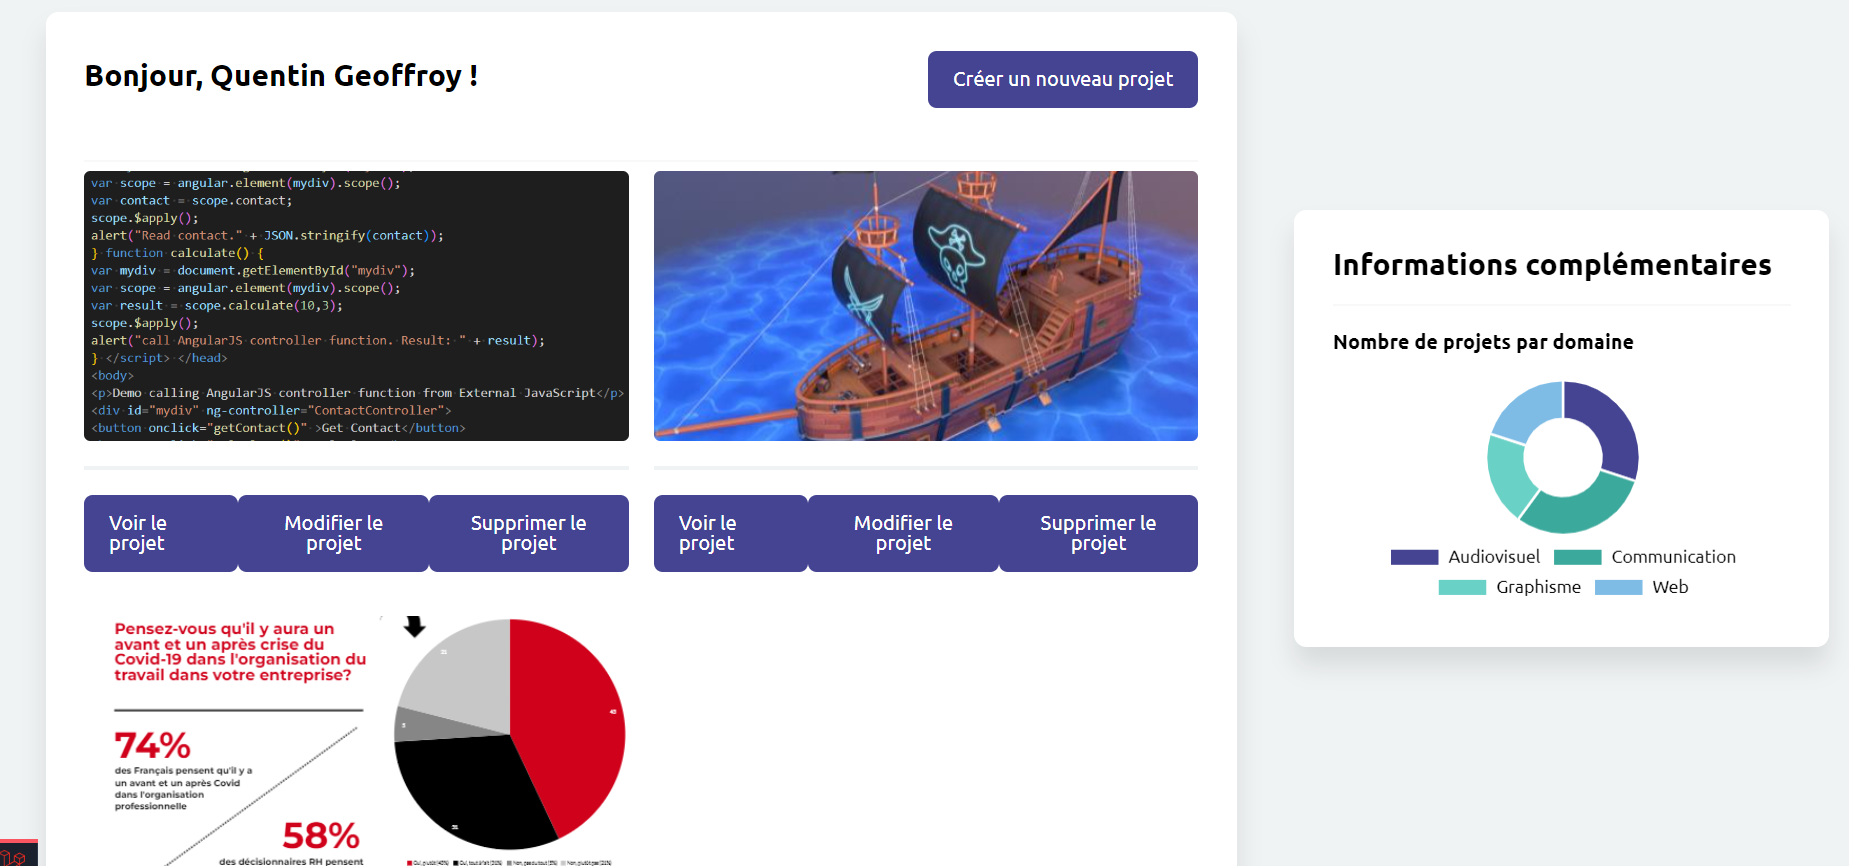 Bonjour, Quentin Geoffroy !
Créer un nouveau projet
var scope = angular.element(mydiv).scope();
var contact = scope.contact;
scope.$apply();
alert("Read contact." + JSON.stringify(contact));
} function calculate() {
var mydiv = document.getElementById("mydiv");
var scope = angular.element(mydiv).scope();
var result = scope.calculate(10,3);
scope.$apply();
alert("call AngularJS controller function. Result: " + result);
} </script> </head>
<body>
<p>Demo calling AngularJS controller function from External JavaScript</p>
<div id="mydiv" ng-controller="ContactController">
<button onclick="getContact()" >Get Contact</button>
Voir le
projet
Modifier le
projet
Supprimer le
projet
Voir le
projet
Modifier le
projet
Supprimer le
projet
Pensez-vous qu'il y aura un
avant et un après crise du
Covid-19 dans l'organisation du
travail dans votre entreprise?
74%
des Français pensent qu'il y a
un avant et un après Covid
dans l'organisation
professionnelle
58%
des décisionnaires RH pensent
Informations complémentaires
Nombre de projets par domaine
Audiovisuel
Communication
Graphisme
Web